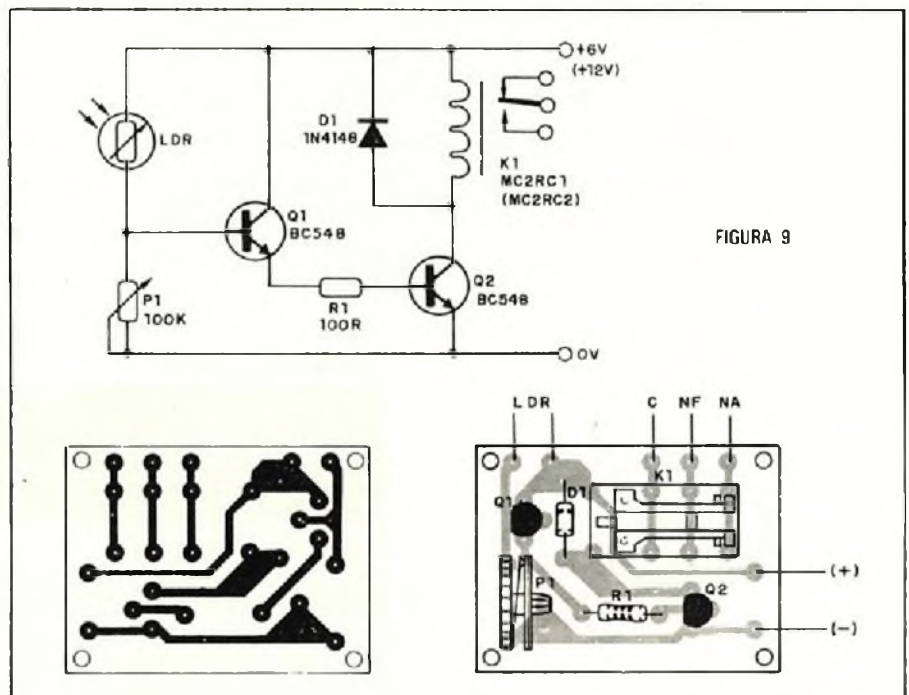 +6V
(+12V)
LDR
D1
1N4148
K1
MC2RC1
(MC2RC2)
Q1
BC548
FIGURA 9
P1
100K
R1
100R
Q2
BC548
0V
LDR C NF NA
K1
Q1
D1
P1
R1
Q2
(+)
(-)